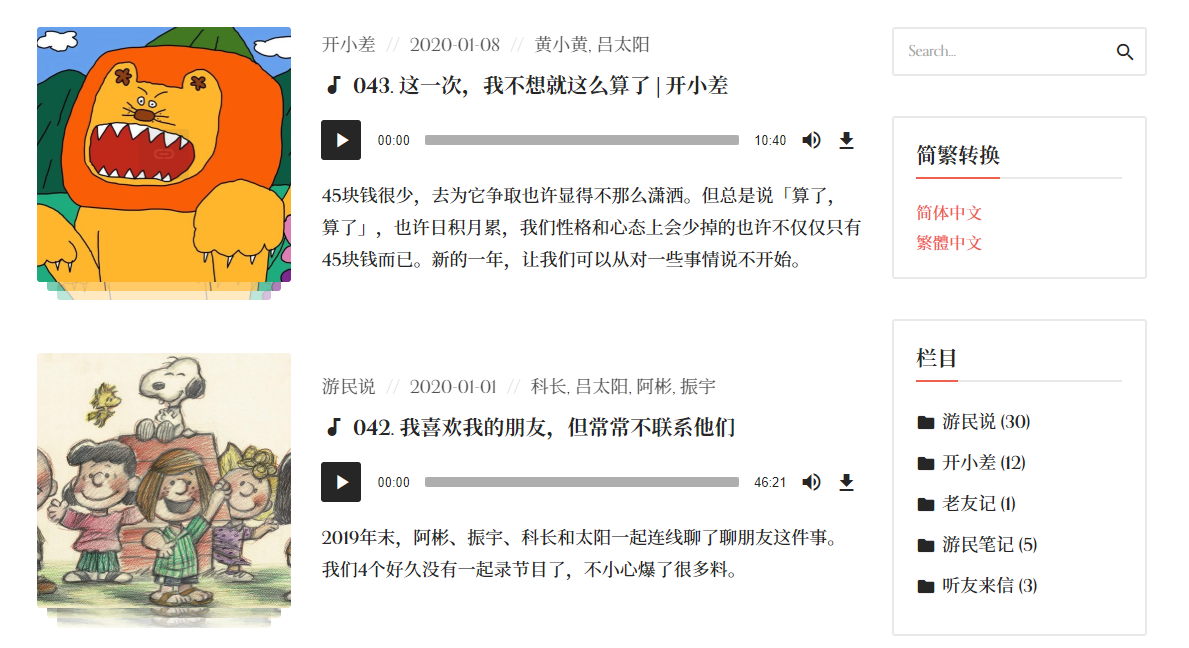 开小差 // 2020-01-08 // 黄小黄, 吕太阳
043. 这一次，我不想就这么算了 | 开小差
00:00 10:40
45块钱很少，去为它争取也许显得不那么潇洒。但总是说「算了，
算了」，也许日积月累，我们性格和心态上会少掉的也许不仅仅只有
45块钱而已。新的一年，让我们可以从对一些事情说不开始。
游民说 // 2020-01-01 // 科长, 吕太阳, 阿彬, 振宇
042. 我喜欢我的朋友，但常常不联系他们
00:00 46:21
2019年末，阿彬、振宇、科长和太阳一起连线聊了聊朋友这件事。
我们4个好久没有一起录节目了，不小心爆了很多料。
Search...
简繁转换
简体中文
繁體中文
栏目
游民说 (30)
开小差 (12)
老友记 (1)
游民笔记 (5)
听友来信 (3)